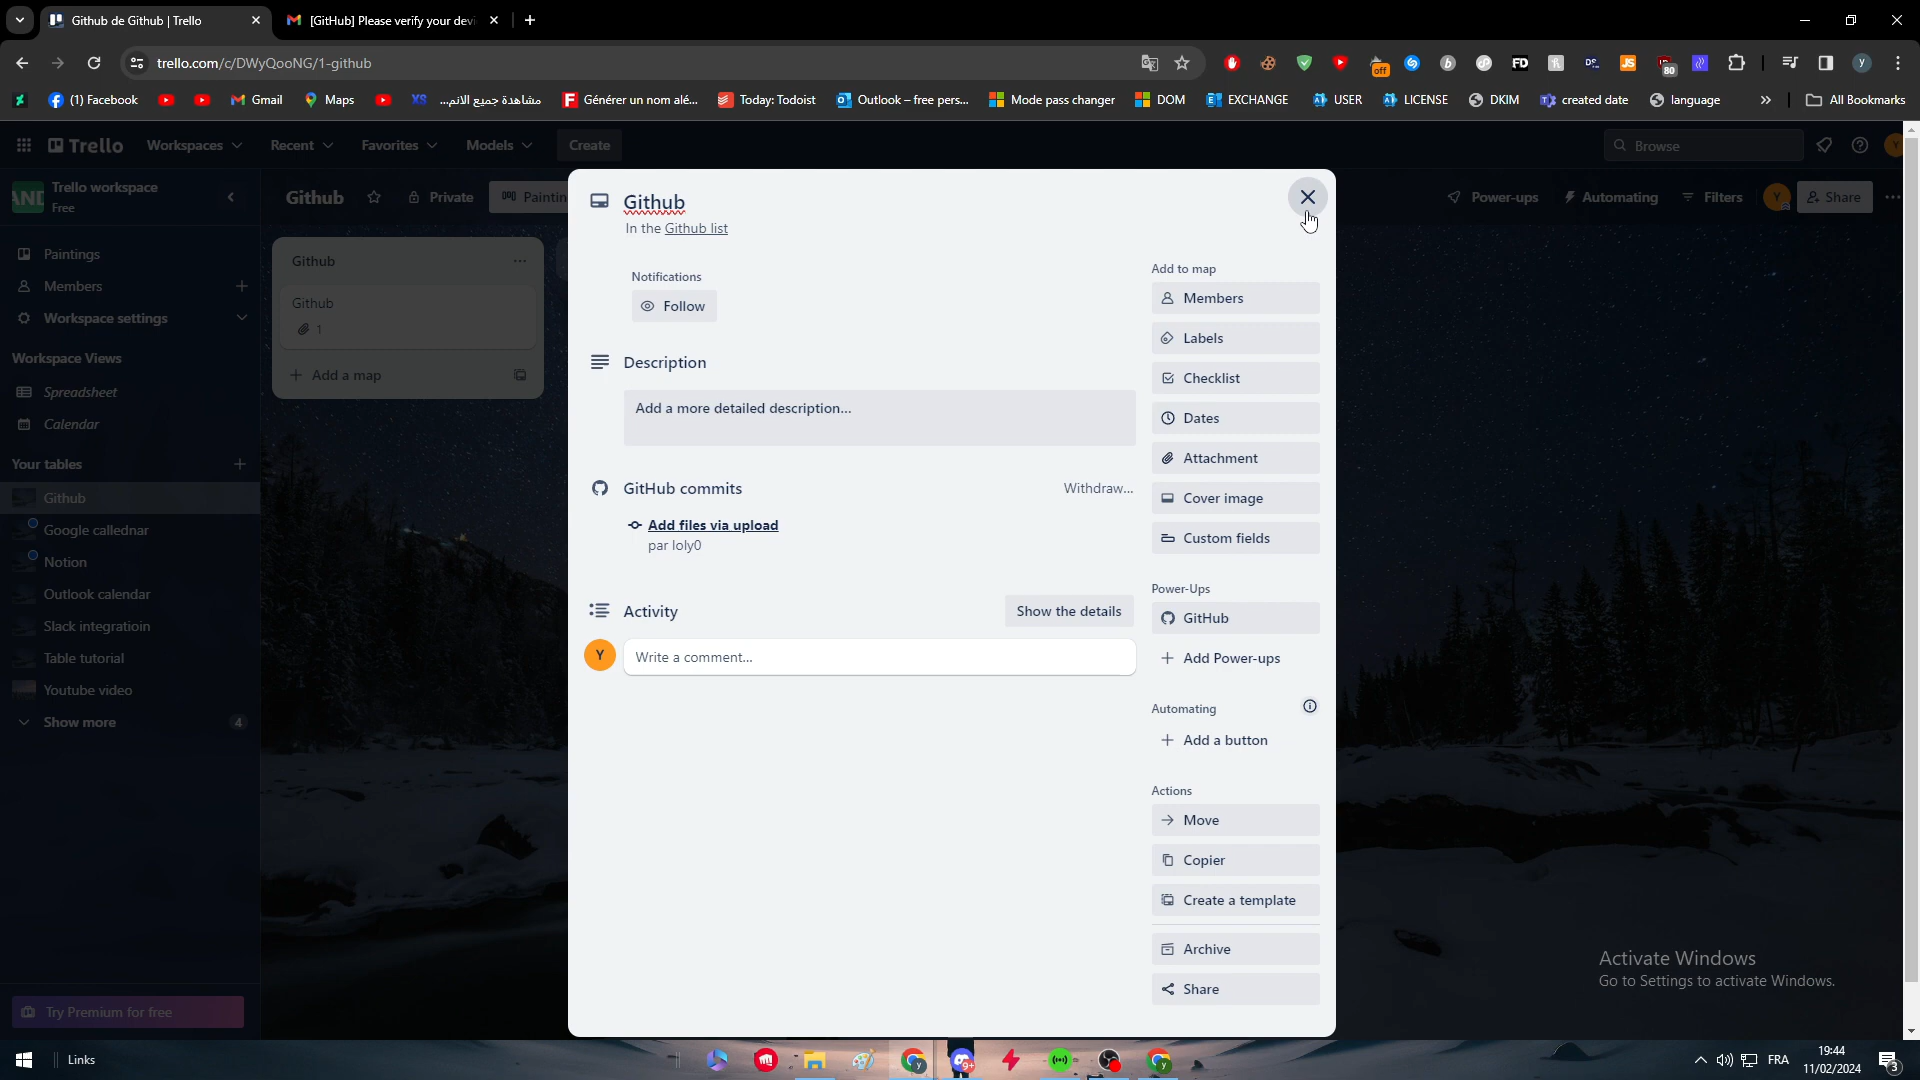 Github de Github | Trello
[GitHub] Please verify your devi
trello.com/c/DWyQooNG/1-github
off
FD
80
y
(1) Facebook
Gmail
Maps
XS
مشاهدة جميع الانم...
Générer un nom alé...
Today: Todoist
Outlook – free pers...
Mode pass changer
DOM
EXCHANGE
USER
LICENSE
DKIM
created date
language
All Bookmarks
Trello
Workspaces
Recent
Favorites
Models
Create
Browse
Trello workspace
Free
Github
Private
Paintin
Power-ups
Automating
Filters
Y
Share
Paintings
Members
Workspace settings
Workspace Views
Spreadsheet
Calendar
Your tables
Github
Google callednar
Notion
Outlook calendar
Slack integratioin
Table tutorial
Youtube video
Show more
4
Try Premium for free
Github
Github
1
Add a map
Github
In the Github list
Notifications
Follow
Description
Add a more detailed description...
GitHub commits
Withdraw...
Add files via upload
par loly0
Activity
Show the details
Y
Write a comment...
Add to map
Members
Labels
Checklist
Dates
Attachment
Cover image
Custom fields
Power-Ups
GitHub
Add Power-ups
Automating
Add a button
Actions
Move
Copier
Create a template
Archive
Share
Activate Windows
Go to Settings to activate Windows.
Links
FRA
19:44
11/02/2024
3